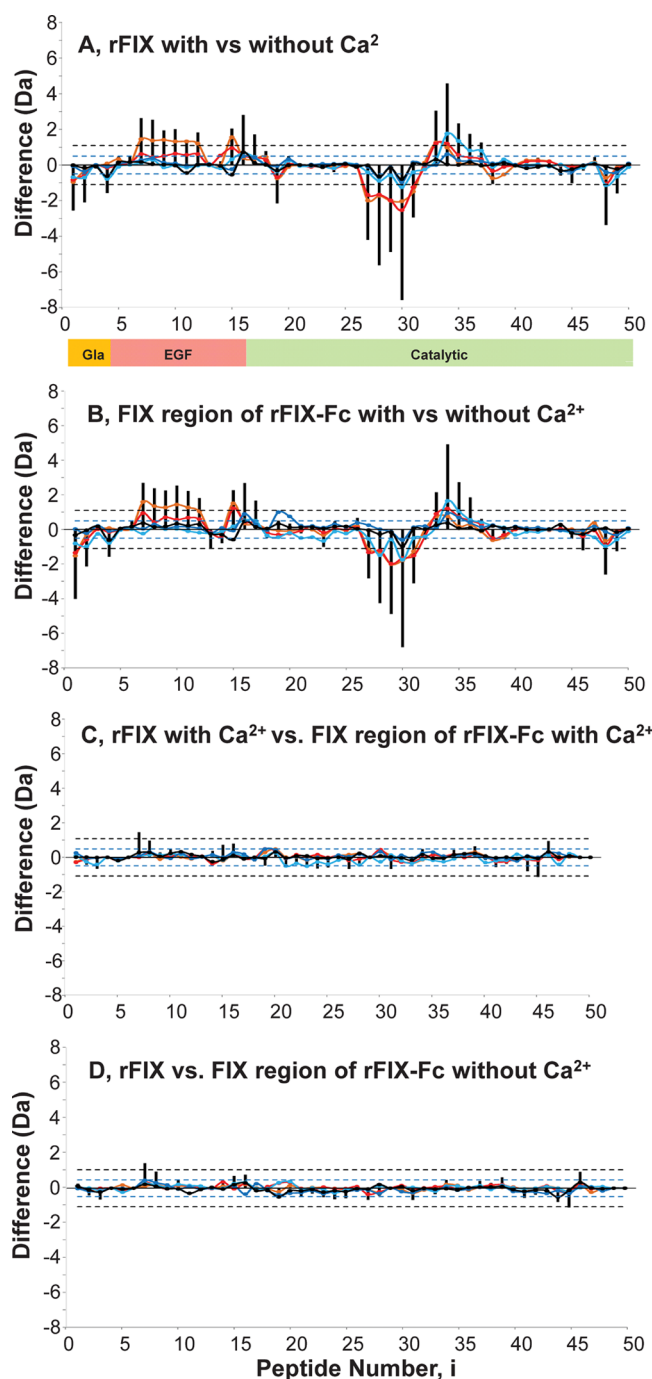 A, rFIX with vs without Ca²
Difference (Da)
8
6
4
2
0
-2
-4
-6
-8
0 5 10 15 20 25 30 35 40 45 50
Gla EGF Catalytic
B, FIX region of rFIX-Fc with vs without Ca²⁺
Difference (Da)
8
6
4
2
0
-2
-4
-6
-8
0 5 10 15 20 25 30 35 40 45 50
C, rFIX with Ca²⁺ vs. FIX region of rFIX-Fc with Ca²⁺
Difference (Da)
8
6
4
2
0
-2
-4
-6
-8
0 5 10 15 20 25 30 35 40 45 50
D, rFIX vs. FIX region of rFIX-Fc without Ca²⁺
Difference (Da)
8
6
4
2
0
-2
-4
-6
-8
0 5 10 15 20 25 30 35 40 45 50
Peptide Number, i